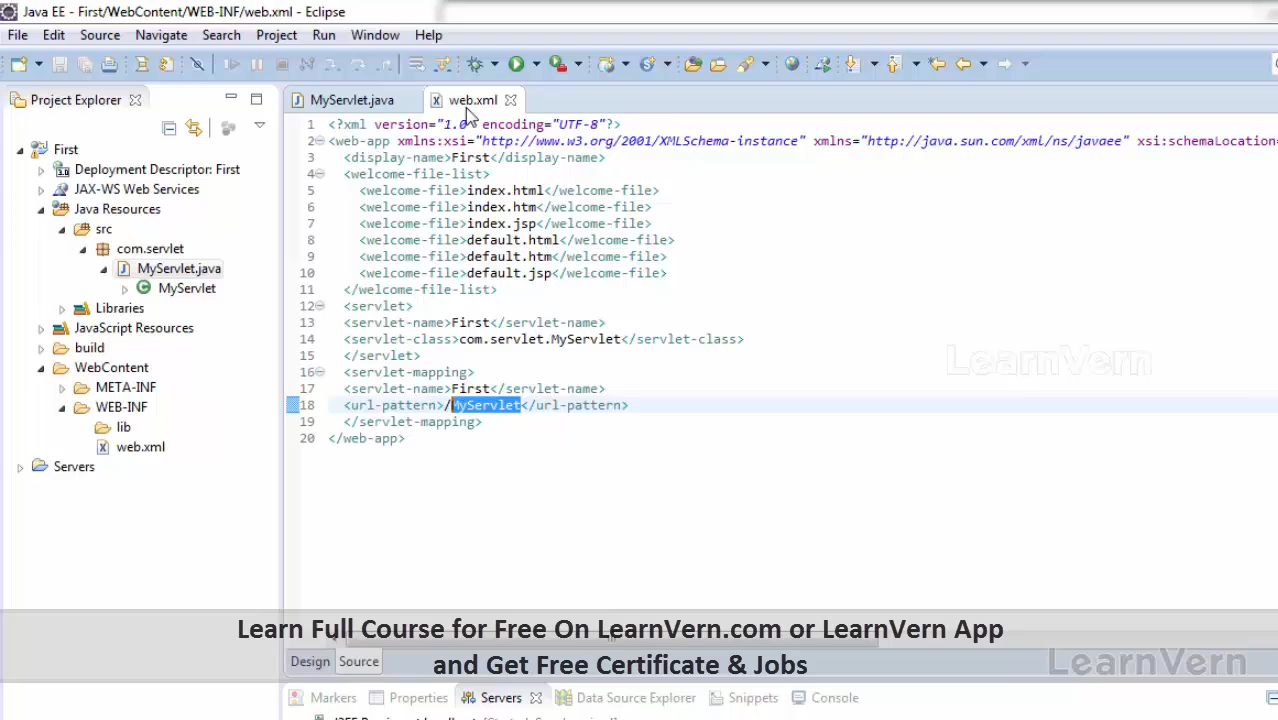 Java EE - First/WebContent/WEB-INF/web.xml - Eclipse
File Edit Source Navigate Search Project Run Window Help
Project Explorer
MyServlet.java web.xml
First
Deployment Descriptor: First
JAX-WS Web Services
Java Resources
src
com.servlet
MyServlet.java
MyServlet
Libraries
JavaScript Resources
build
WebContent
META-INF
WEB-INF
lib
web.xml
Servers
1 <?xml version="1.0" encoding="UTF-8"?>
2 <web-app xmlns:xsi="http://www.w3.org/2001/XMLSchema-instance" xmlns="http://java.sun.com/xml/ns/javaee" xsi:schemaLocation=
3 <display-name>First</display-name>
4 <welcome-file-list>
5 <welcome-file>index.html</welcome-file>
6 <welcome-file>index.htm</welcome-file>
7 <welcome-file>index.jsp</welcome-file>
8 <welcome-file>default.html</welcome-file>
9 <welcome-file>default.htm</welcome-file>
10 <welcome-file>default.jsp</welcome-file>
11 </welcome-file-list>
12 <servlet>
13 <servlet-name>First</servlet-name>
14 <servlet-class>com.servlet.MyServlet</servlet-class>
15 </servlet>
16 <servlet-mapping>
17 <servlet-name>First</servlet-name>
18 <url-pattern>/MyServlet</url-pattern>
19 </servlet-mapping>
20 </web-app>
LearnVern
Learn Full Course for Free On LearnVern.com or LearnVern App
and Get Free Certificate & Jobs
LearnVern
Design Source
Markers Properties Servers Data Source Explorer Snippets Console